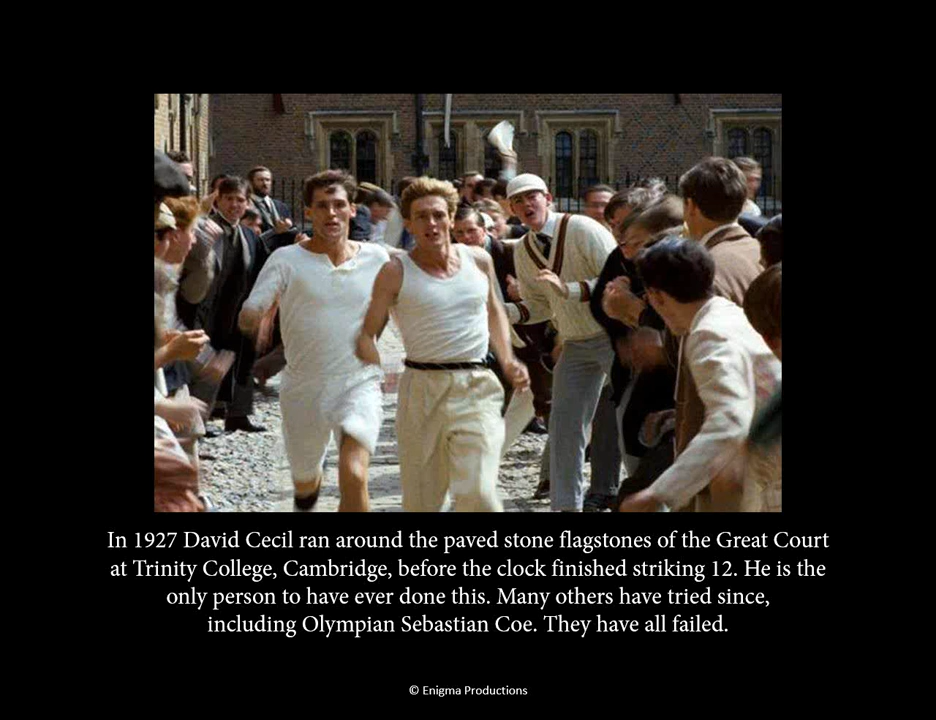 In 1927 David Cecil ran around the paved stone flagstones of the Great Court
at Trinity College, Cambridge, before the clock finished striking 12. He is the
only person to have ever done this. Many others have tried since,
including Olympian Sebastian Coe. They have all failed.
© Enigma Productions